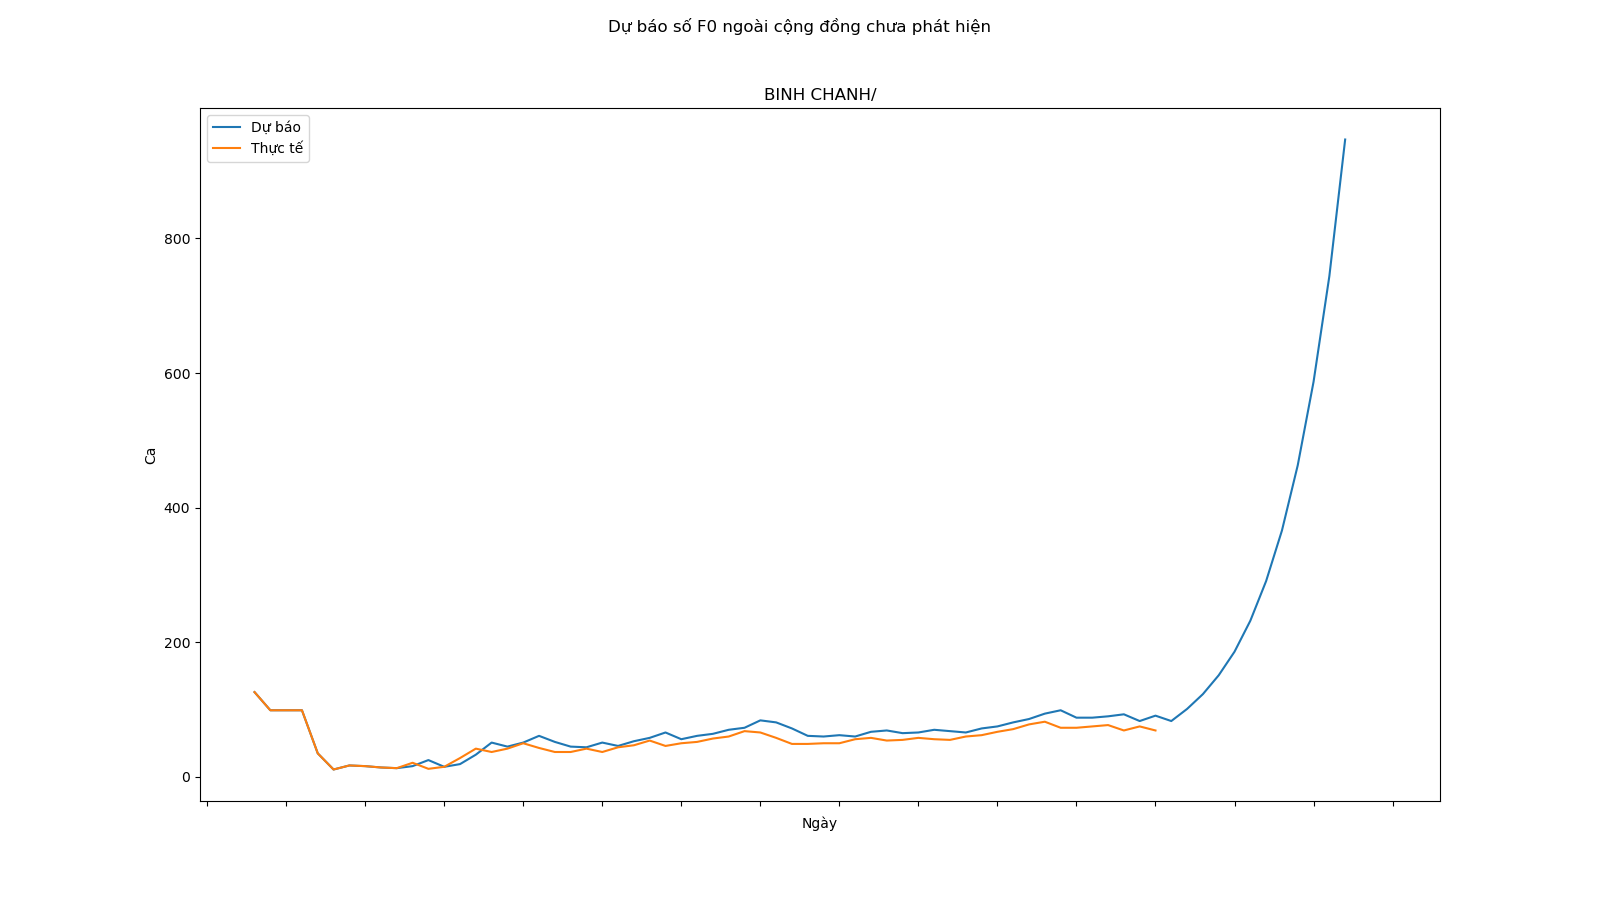 Dự báo số F0 ngoài cộng đồng chưa phát hiện
BINH CHANH/
Dự báo
Thực tế
800
600
400
200
0
Ca
Ngày